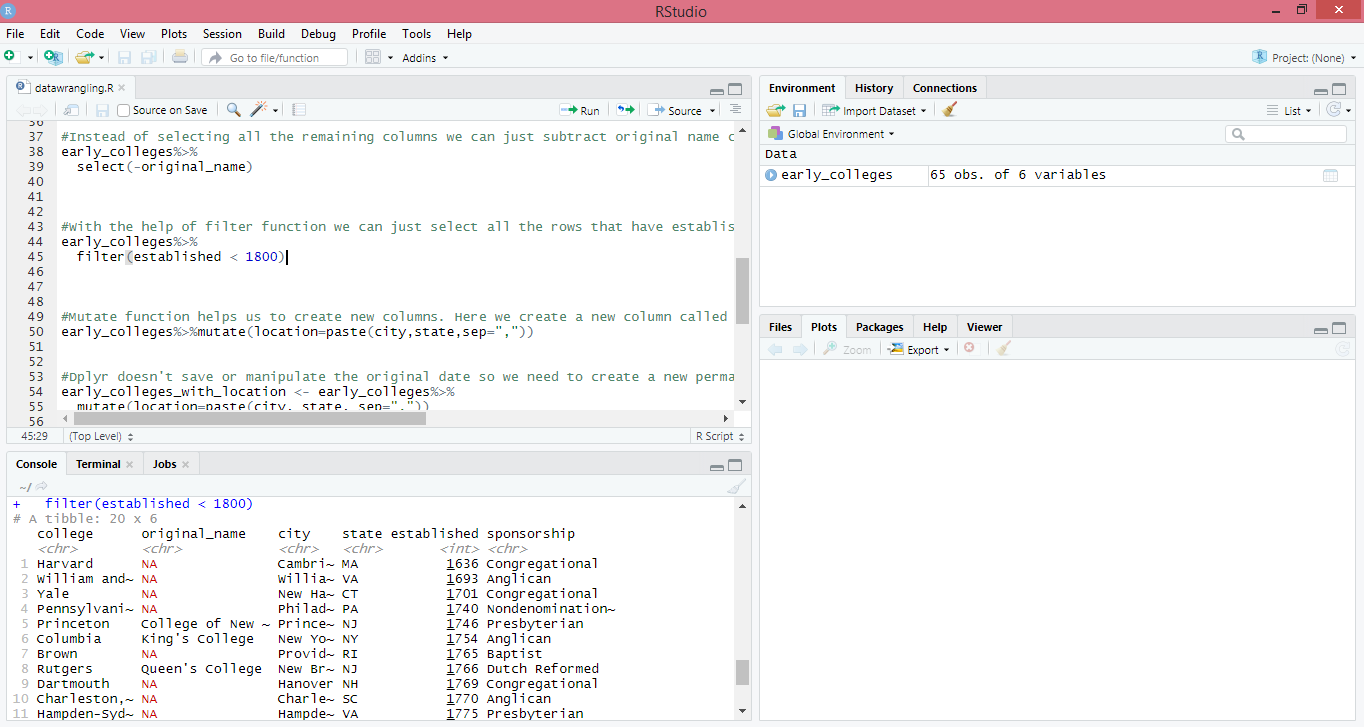 RStudio
File Edit Code View Plots Session Build Debug Profile Tools Help
Go to file/function Addins Project: (None)
datawrangling.R
Source on Save Run Source
36
37 #Instead of selecting all the remaining columns we can just subtract original name c
38 early_colleges%>%
39 select(-original_name)
40
41
42
43 #With the help of filter function we can just select all the rows that have establis
44 early_colleges%>%
45 filter(established < 1800)
46
47
48
49 #Mutate function helps us to create new columns. Here we create a new column called
50 early_colleges%>%mutate(location=paste(city,state,sep=","))
51
52
53 #Dplyr doesn't save or manipulate the original date so we need to create a new perma
54 early_colleges_with_location <- early_colleges%>%
55 mutate(location=paste(city, state, sep=","))
56
45:29 (Top Level) R Script
Console Terminal Jobs
~/
+ filter(established < 1800)
# A tibble: 20 x 6
college original_name city state established sponsorship
<chr> <chr> <chr> <chr> <int> <chr>
1 Harvard NA Cambri~ MA 1636 Congregational
2 William and~ NA Willia~ VA 1693 Anglican
3 Yale NA New Ha~ CT 1701 Congregational
4 Pennsylvani~ NA Philad~ PA 1740 Nondenomination~
5 Princeton College of New ~ Prince~ NJ 1746 Presbyterian
6 Columbia King's College New Yo~ NY 1754 Anglican
7 Brown NA Provid~ RI 1765 Baptist
8 Rutgers Queen's College New Br~ NJ 1766 Dutch Reformed
9 Dartmouth NA Hanover NH 1769 Congregational
10 Charleston,~ NA Charle~ SC 1770 Anglican
11 Hampden-Syd~ NA Hampde~ VA 1775 Presbyterian
Environment History Connections
Import Dataset List
Global Environment
Data
early_colleges 65 obs. of 6 variables
Files Plots Packages Help Viewer
Zoom Export